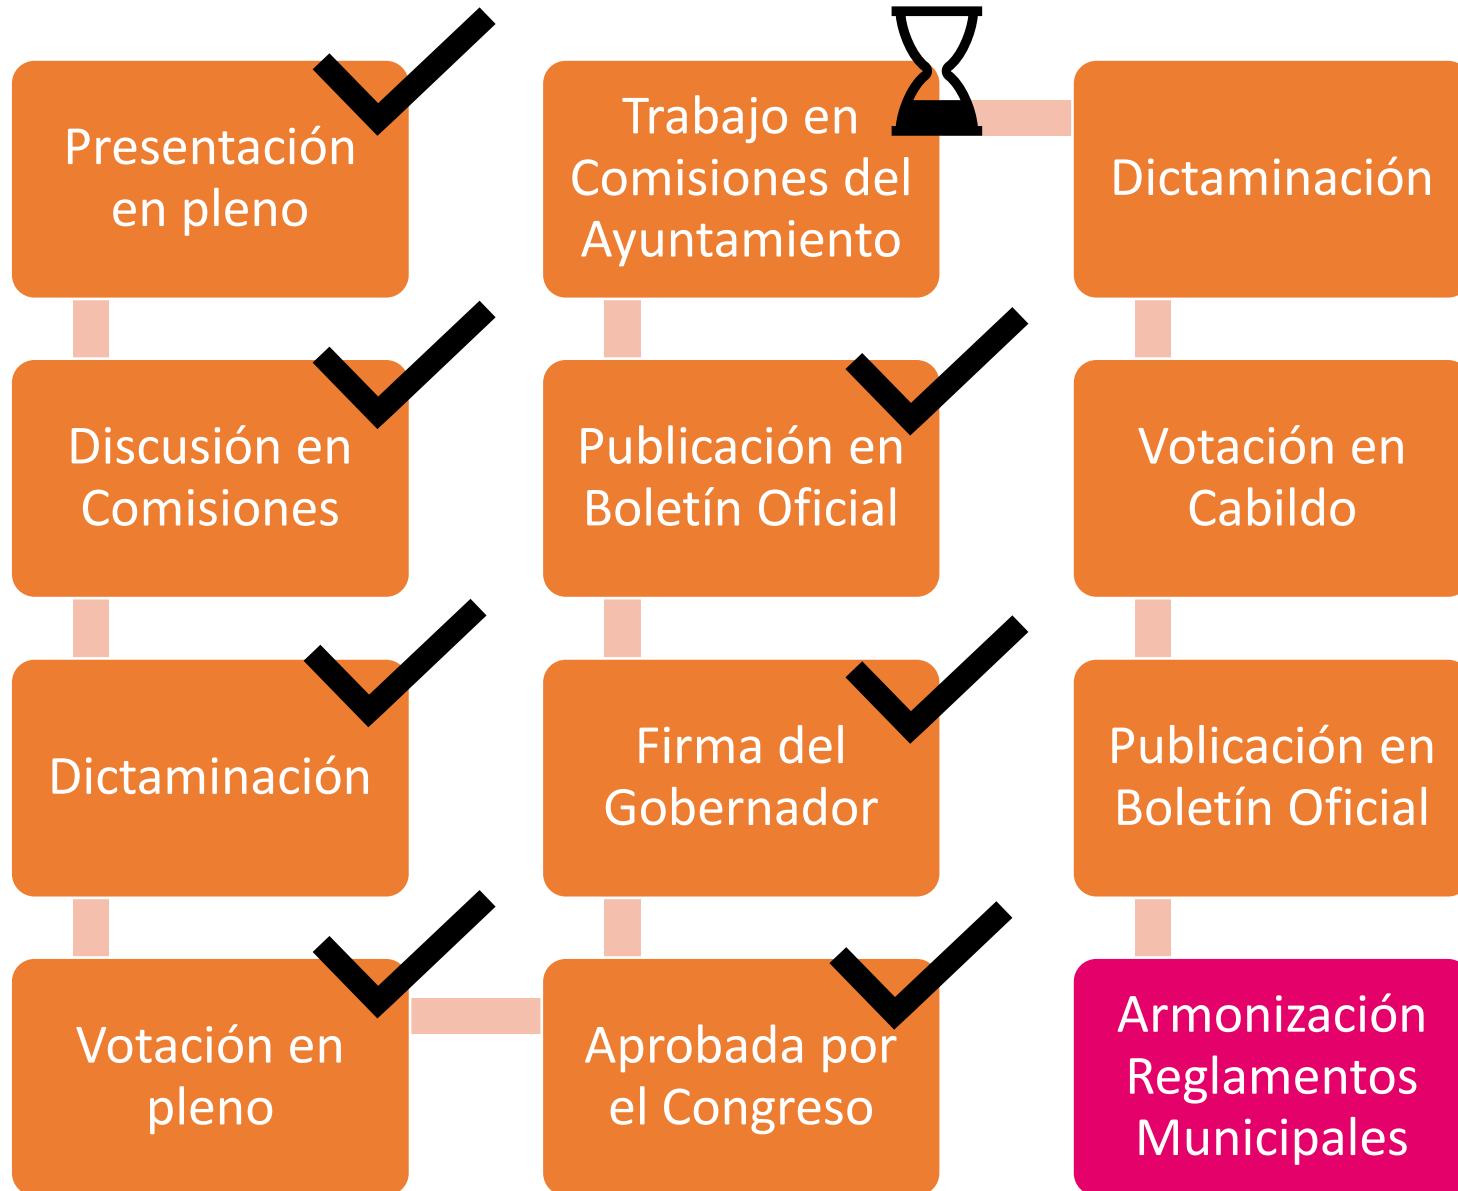 Presentación
en pleno
Discusión en
Comisiones
Dictaminación
Votación en
pleno
Aprobada por
el Congreso
Firma del
Gobernador
Publicación en
Boletín Oficial
Trabajo en
Comisiones del
Ayuntamiento
Dictaminación
Votación en
Cabildo
Publicación en
Boletín Oficial
Armonización
Reglamentos
Municipales